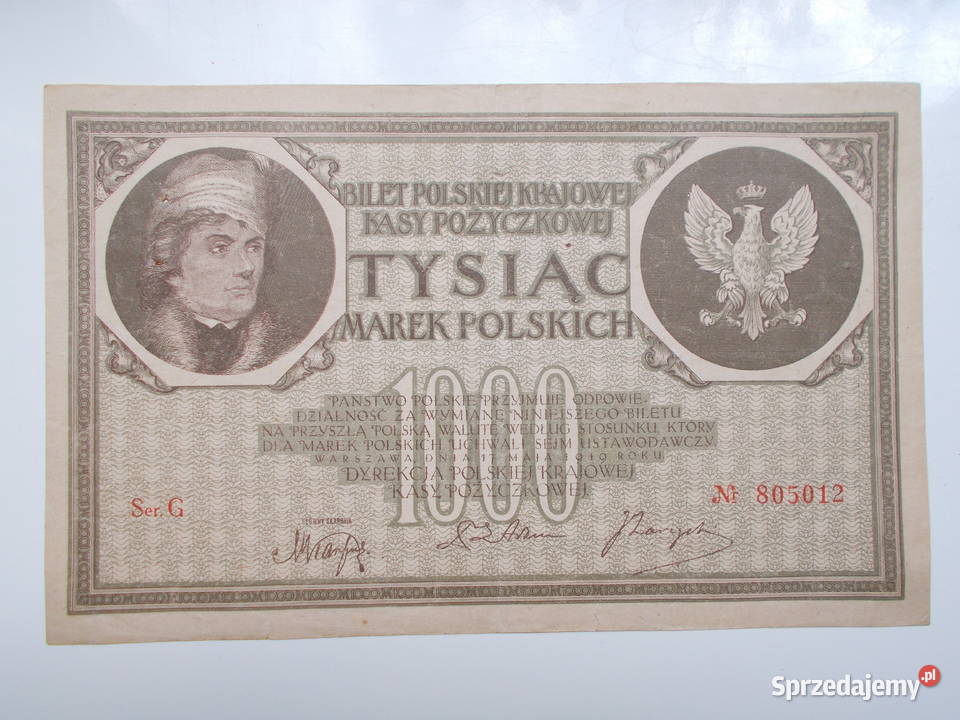 BILET POLSKIEJ KRAJOWEJ
KASY POŻYCZKOWEJ
TYSIĄC
MAREK POLSKICH
1000
PAŃSTWO POLSKIE PRZYJMUJE ODPOWIE-
DZIALNOŚĆ ZA WYMIANĘ NINIEJSZEGO BILETU
NA PRZYSZŁĄ POLSKĄ WALUTĘ WEDŁUG STOSUNKU, KTÓRY
DLA MAREK POLSKICH UCHWALI SEJM USTAWODAWCZY.
WARSZAWA, DNIA 17 MAJA 1919 ROKU.
DYREKCJA POLSKIEJ KRAJOWEJ
KASY POŻYCZKOWEJ.
Ser. G
№ 805012
Sprzedajemy.pl